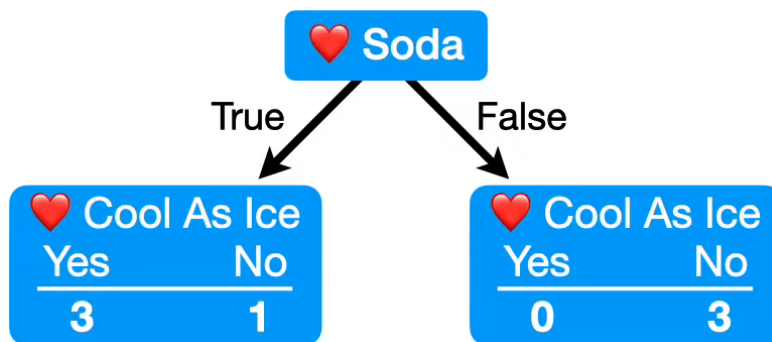 ❤️ Soda
True False
❤️ Cool As Ice
Yes No
3 1
❤️ Cool As Ice
Yes No
0 3